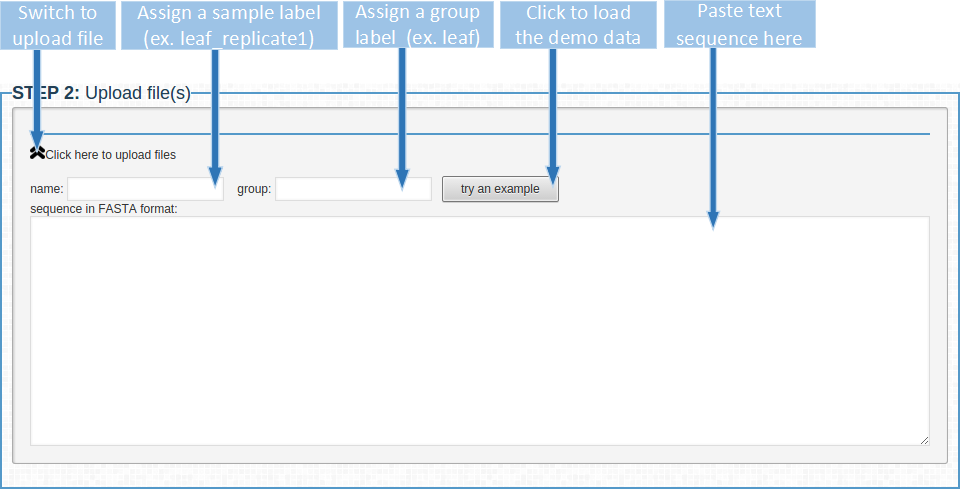 Switch to
upload file
Assign a sample label
(ex. leaf_replicate1)
Assign a group
label (ex. leaf)
Click to load
the demo data
Paste text
sequence here
STEP 2: Upload file(s)
Click here to upload files
name:
group:
try an example
sequence in FASTA format: